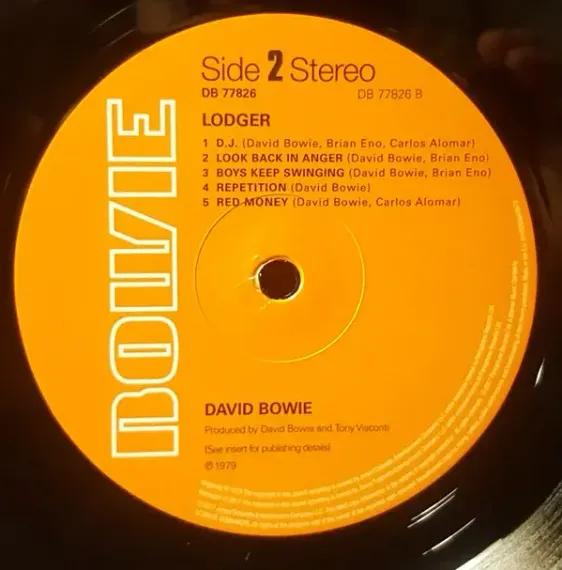 Side 2 Stereo
DB 77826 DB 77826 B
LODGER
1 D.J. (David Bowie, Brian Eno, Carlos Alomar)
2 LOOK BACK IN ANGER (David Bowie, Brian Eno)
3 BOYS KEEP SWINGING (David Bowie, Brian Eno)
4 REPETITION (David Bowie)
5 RED MONEY (David Bowie, Carlos Alomar)
BOWIE
DAVID BOWIE
Produced by David Bowie and Tony Visconti
(See insert for publishing details)
℗ 1979